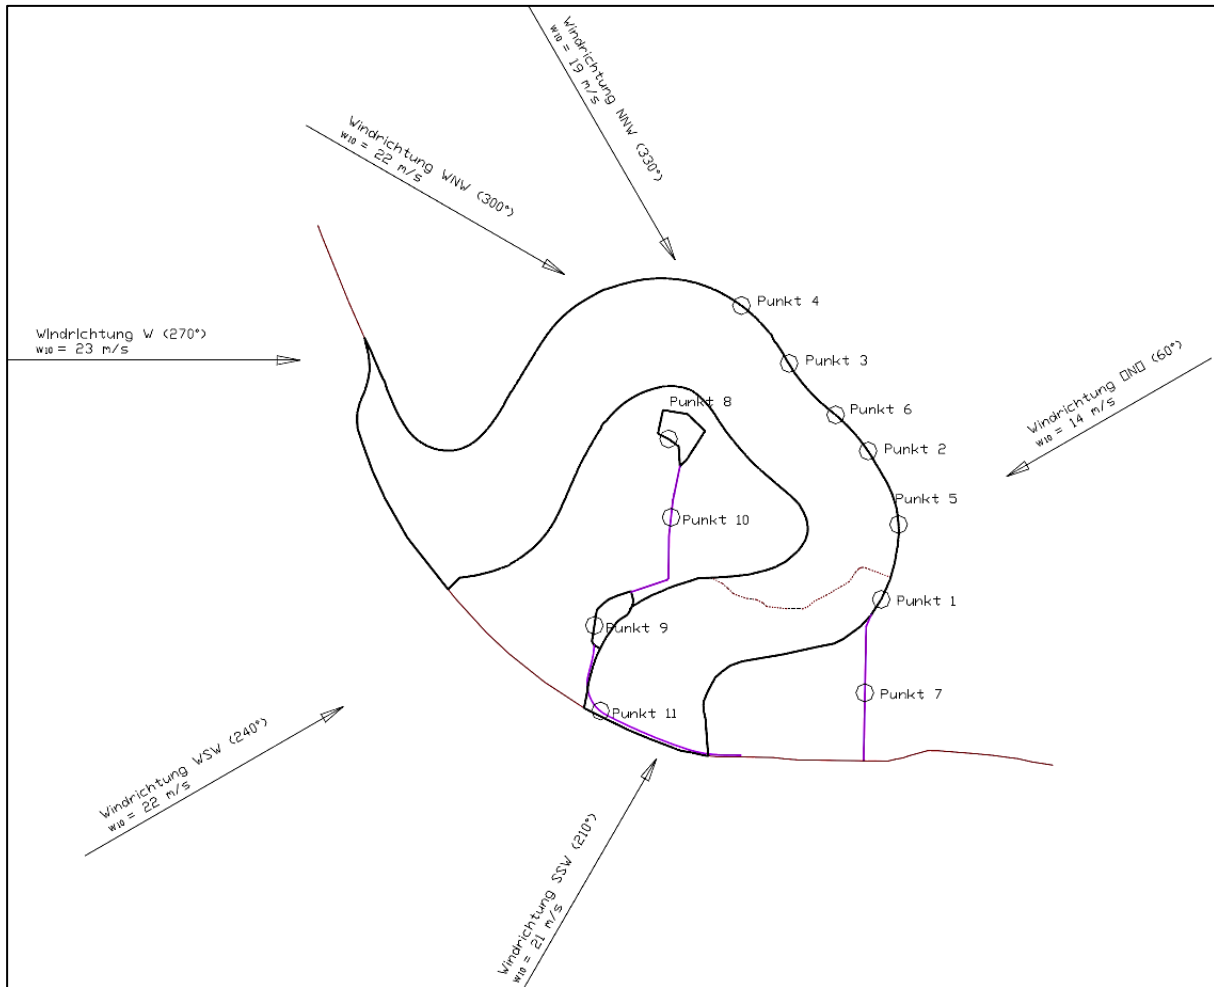 Windrichtung NNW (330°)
w10 = 19 m/s
Windrichtung WNW (300°)
w10 = 22 m/s
Punkt 4
Windrichtung W (270°)
w10 = 23 m/s
Punkt 3
Windrichtung □N□ (60°)
w10 = 14 m/s
Punkt 8
Punkt 6
Punkt 2
Punkt 5
Punkt 10
Punkt 1
Punkt 9
Punkt 7
Punkt 11
Windrichtung WSW (240°)
w10 = 22 m/s
Windrichtung SSW (210°)
w10 = 21 m/s